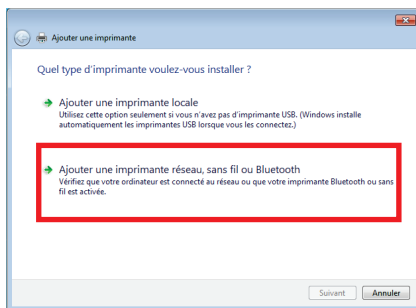 Ajouter une imprimante
Quel type d'imprimante voulez-vous installer ?
Ajouter une imprimante locale
Utilisez cette option seulement si vous n'avez pas d'imprimante USB. (Windows installe
automatiquement les imprimantes USB lorsque vous les connectez.)
Ajouter une imprimante réseau, sans fil ou Bluetooth
Vérifiez que votre ordinateur est connecté au réseau ou que votre imprimante Bluetooth ou sans
fil est activée.
Suivant
Annuler